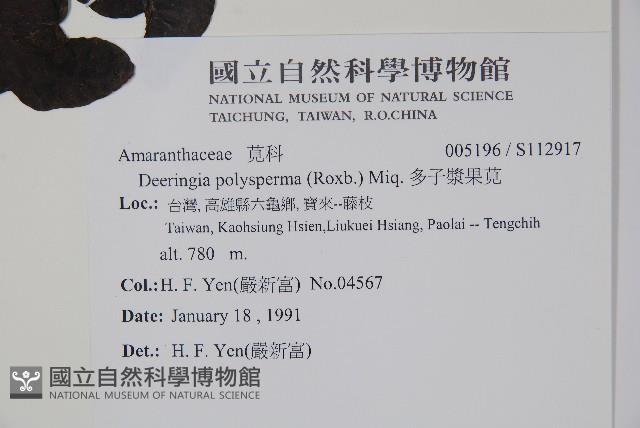 國立自然科學博物館
NATIONAL MUSEUM OF NATURAL SCIENCE
TAICHUNG, TAIWAN, R.O.CHINA
Amaranthaceae 莧科 005196 / S112917
Deeringia polysperma (Roxb.) Miq. 多子漿果莧
Loc.: 台灣, 高雄縣六龜鄉, 寶來--藤枝
Taiwan, Kaohsiung Hsien,Liukuei Hsiang, Paolai -- Tengchih
alt. 780 m.
Col.: H. F. Yen(嚴新富) No.04567
Date: January 18 , 1991
Det.: H. F. Yen(嚴新富)
國立自然科學博物館
NATIONAL MUSEUM OF NATURAL SCIENCE